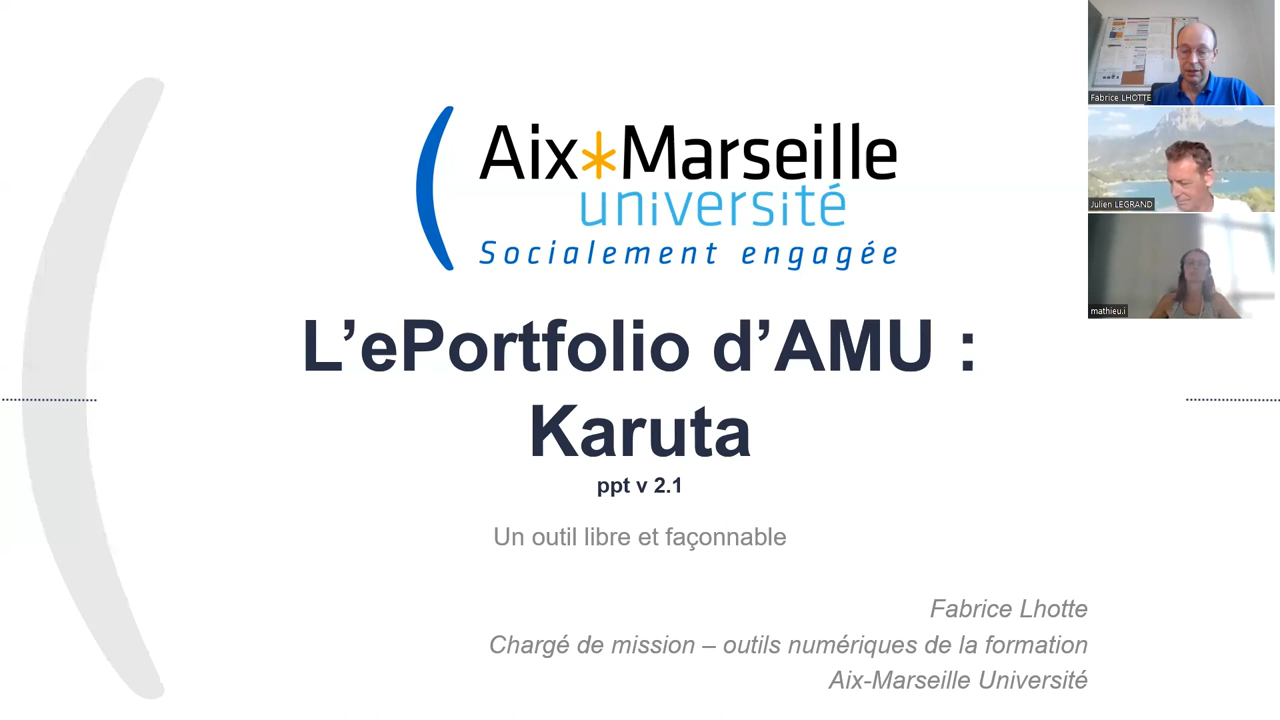 Aix*Marseille
université
Socialement engagée
L’ePortfolio d’AMU :
Karuta
ppt v 2.1
Un outil libre et façonnable
Fabrice Lhotte
Chargé de mission – outils numériques de la formation
Aix-Marseille Université
Fabrice LHOTTE
Julien LEGRAND
mathieu.i